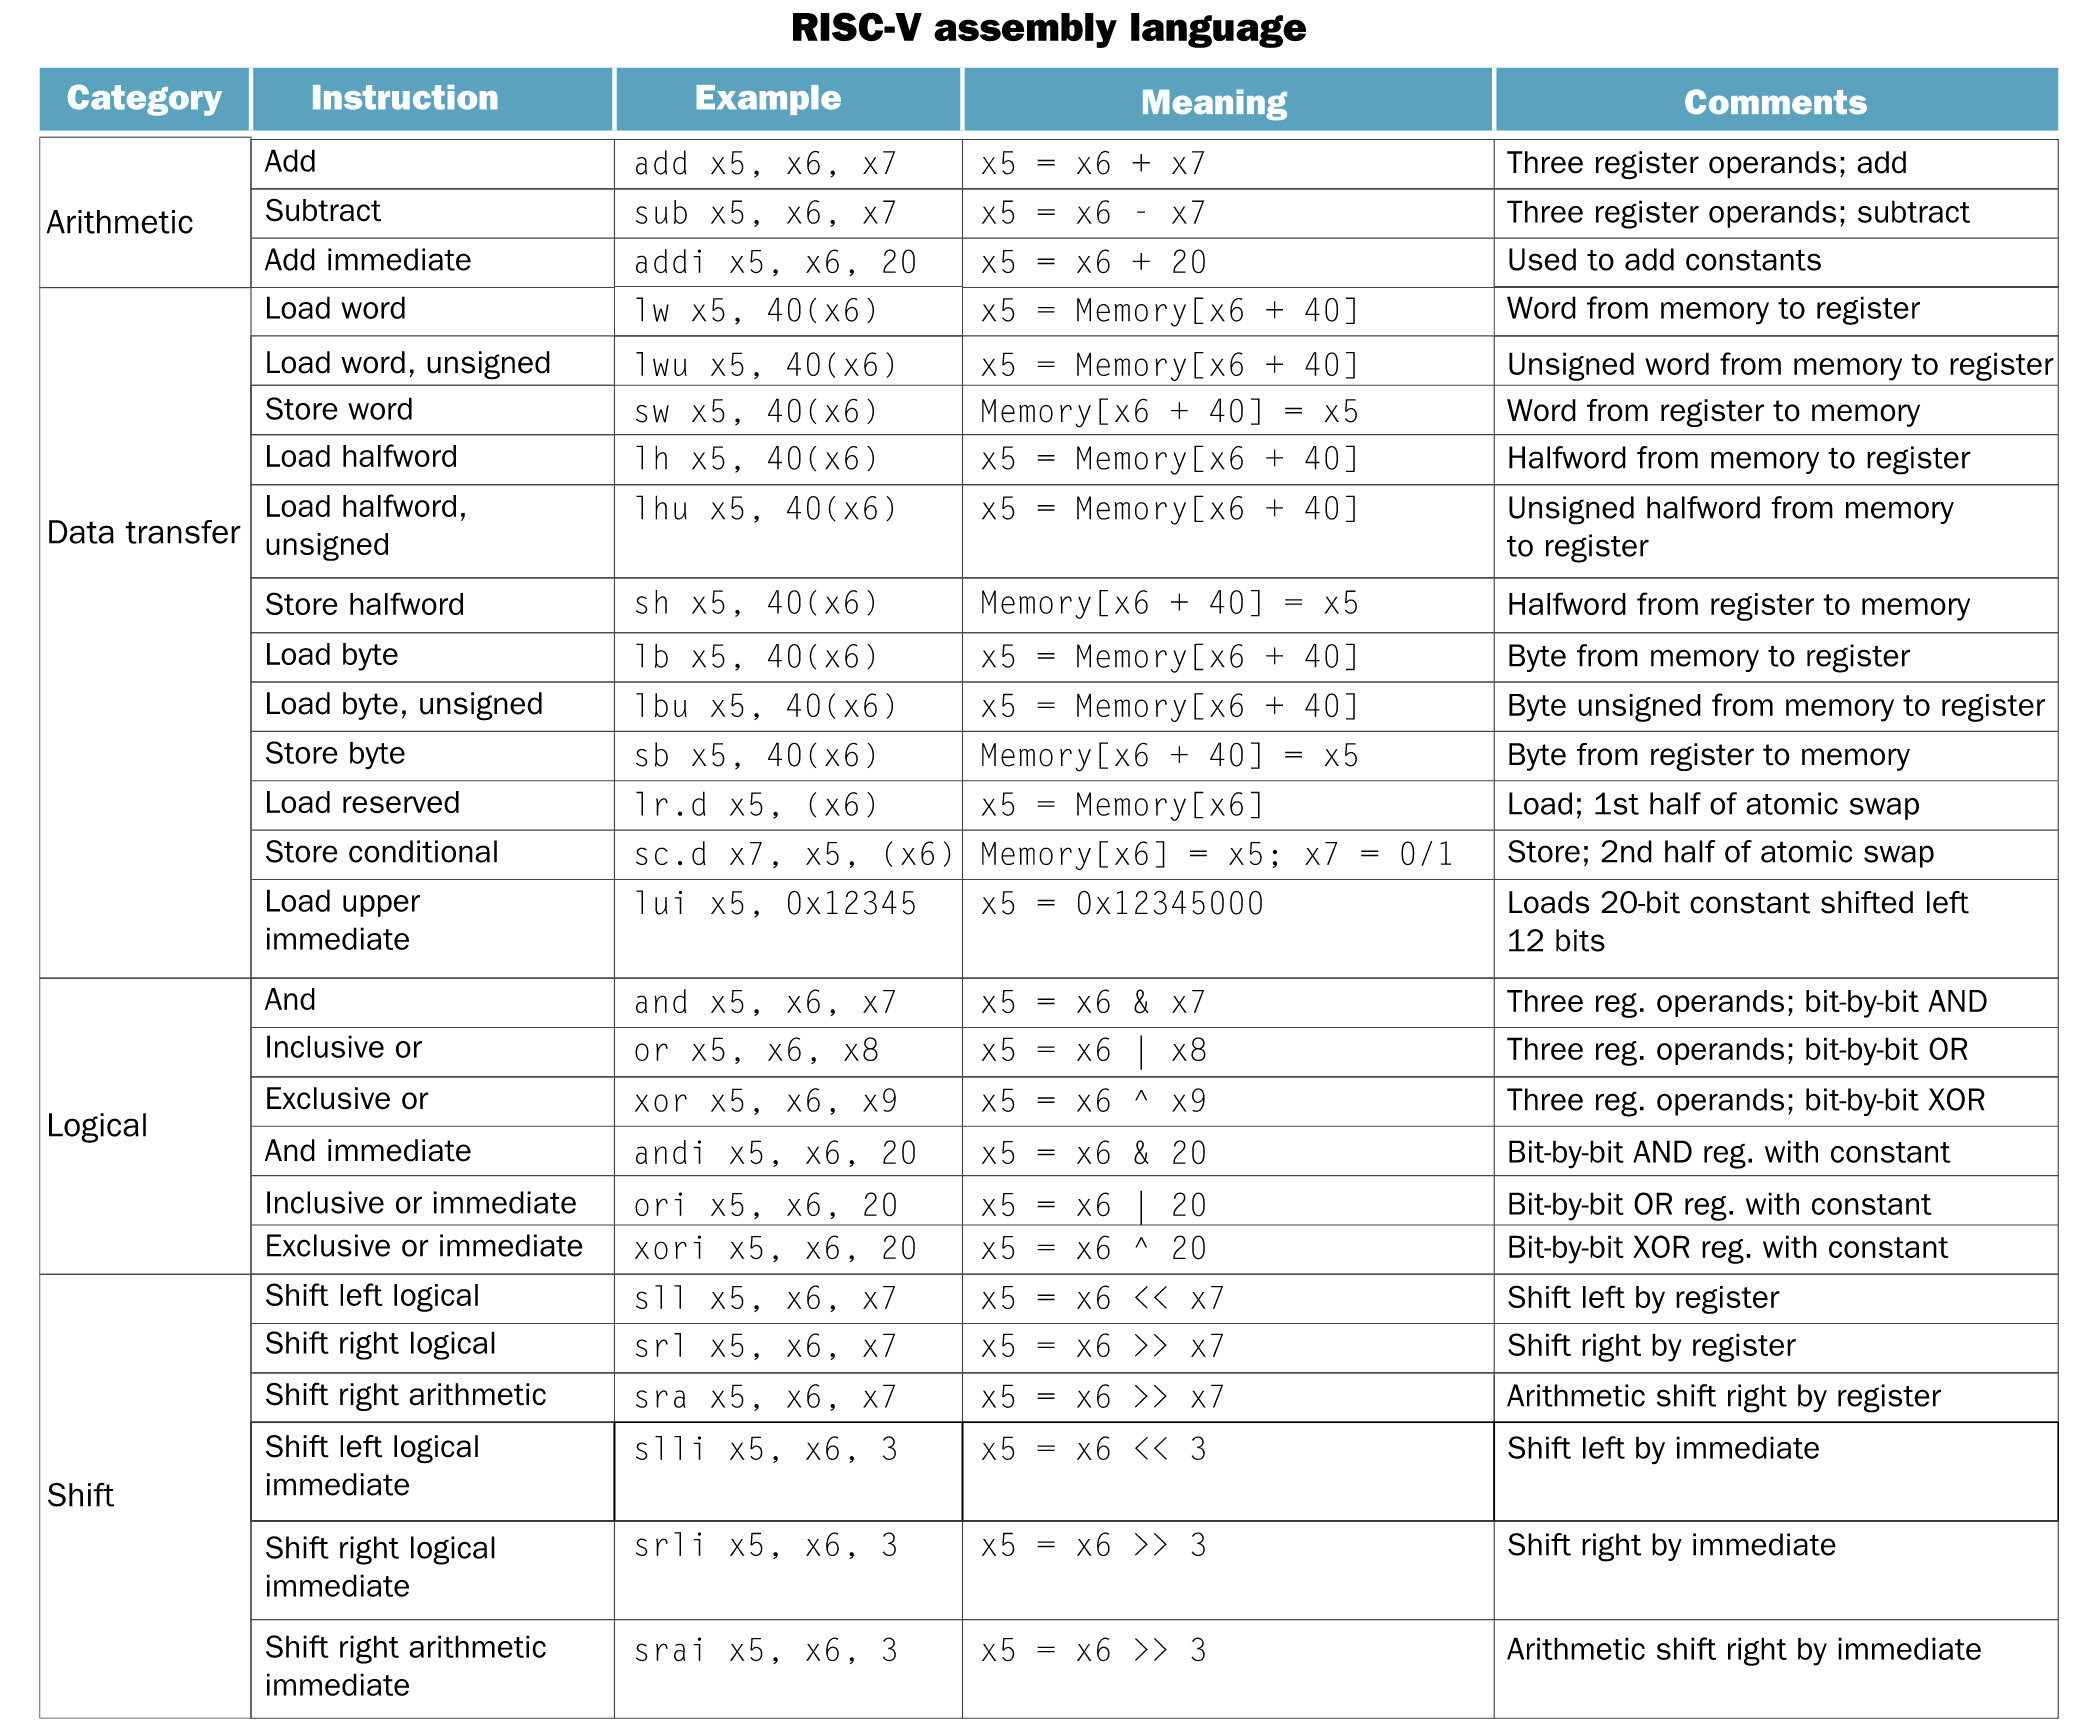 RISC-V assembly language
Category Instruction Example Meaning Comments
Arithmetic
Add add x5, x6, x7 x5 = x6 + x7 Three register operands; add
Subtract sub x5, x6, x7 x5 = x6 - x7 Three register operands; subtract
Add immediate addi x5, x6, 20 x5 = x6 + 20 Used to add constants
Data transfer
Load word lw x5, 40(x6) x5 = Memory[x6 + 40] Word from memory to register
Load word, unsigned lwu x5, 40(x6) x5 = Memory[x6 + 40] Unsigned word from memory to register
Store word sw x5, 40(x6) Memory[x6 + 40] = x5 Word from register to memory
Load halfword lh x5, 40(x6) x5 = Memory[x6 + 40] Halfword from memory to register
Load halfword, lhu x5, 40(x6) x5 = Memory[x6 + 40] Unsigned halfword from memory
unsigned to register
Store halfword sh x5, 40(x6) Memory[x6 + 40] = x5 Halfword from register to memory
Load byte lb x5, 40(x6) x5 = Memory[x6 + 40] Byte from memory to register
Load byte, unsigned lbu x5, 40(x6) x5 = Memory[x6 + 40] Byte unsigned from memory to register
Store byte sb x5, 40(x6) Memory[x6 + 40] = x5 Byte from register to memory
Load reserved lr.d x5, (x6) x5 = Memory[x6] Load; 1st half of atomic swap
Store conditional sc.d x7, x5, (x6) Memory[x6] = x5; x7 = 0/1 Store; 2nd half of atomic swap
Load upper lui x5, 0x12345 x5 = 0x12345000 Loads 20-bit constant shifted left
immediate 12 bits
Logical
And and x5, x6, x7 x5 = x6 & x7 Three reg. operands; bit-by-bit AND
Inclusive or or x5, x6, x8 x5 = x6 | x8 Three reg. operands; bit-by-bit OR
Exclusive or xor x5, x6, x9 x5 = x6 ^ x9 Three reg. operands; bit-by-bit XOR
And immediate andi x5, x6, 20 x5 = x6 & 20 Bit-by-bit AND reg. with constant
Inclusive or immediate ori x5, x6, 20 x5 = x6 | 20 Bit-by-bit OR reg. with constant
Exclusive or immediate xori x5, x6, 20 x5 = x6 ^ 20 Bit-by-bit XOR reg. with constant
Shift
Shift left logical sll x5, x6, x7 x5 = x6 << x7 Shift left by register
Shift right logical srl x5, x6, x7 x5 = x6 >> x7 Shift right by register
Shift right arithmetic sra x5, x6, x7 x5 = x6 >> x7 Arithmetic shift right by register
Shift left logical slli x5, x6, 3 x5 = x6 << 3 Shift left by immediate
immediate
Shift right logical srli x5, x6, 3 x5 = x6 >> 3 Shift right by immediate
immediate
Shift right arithmetic srai x5, x6, 3 x5 = x6 >> 3 Arithmetic shift right by immediate
immediate